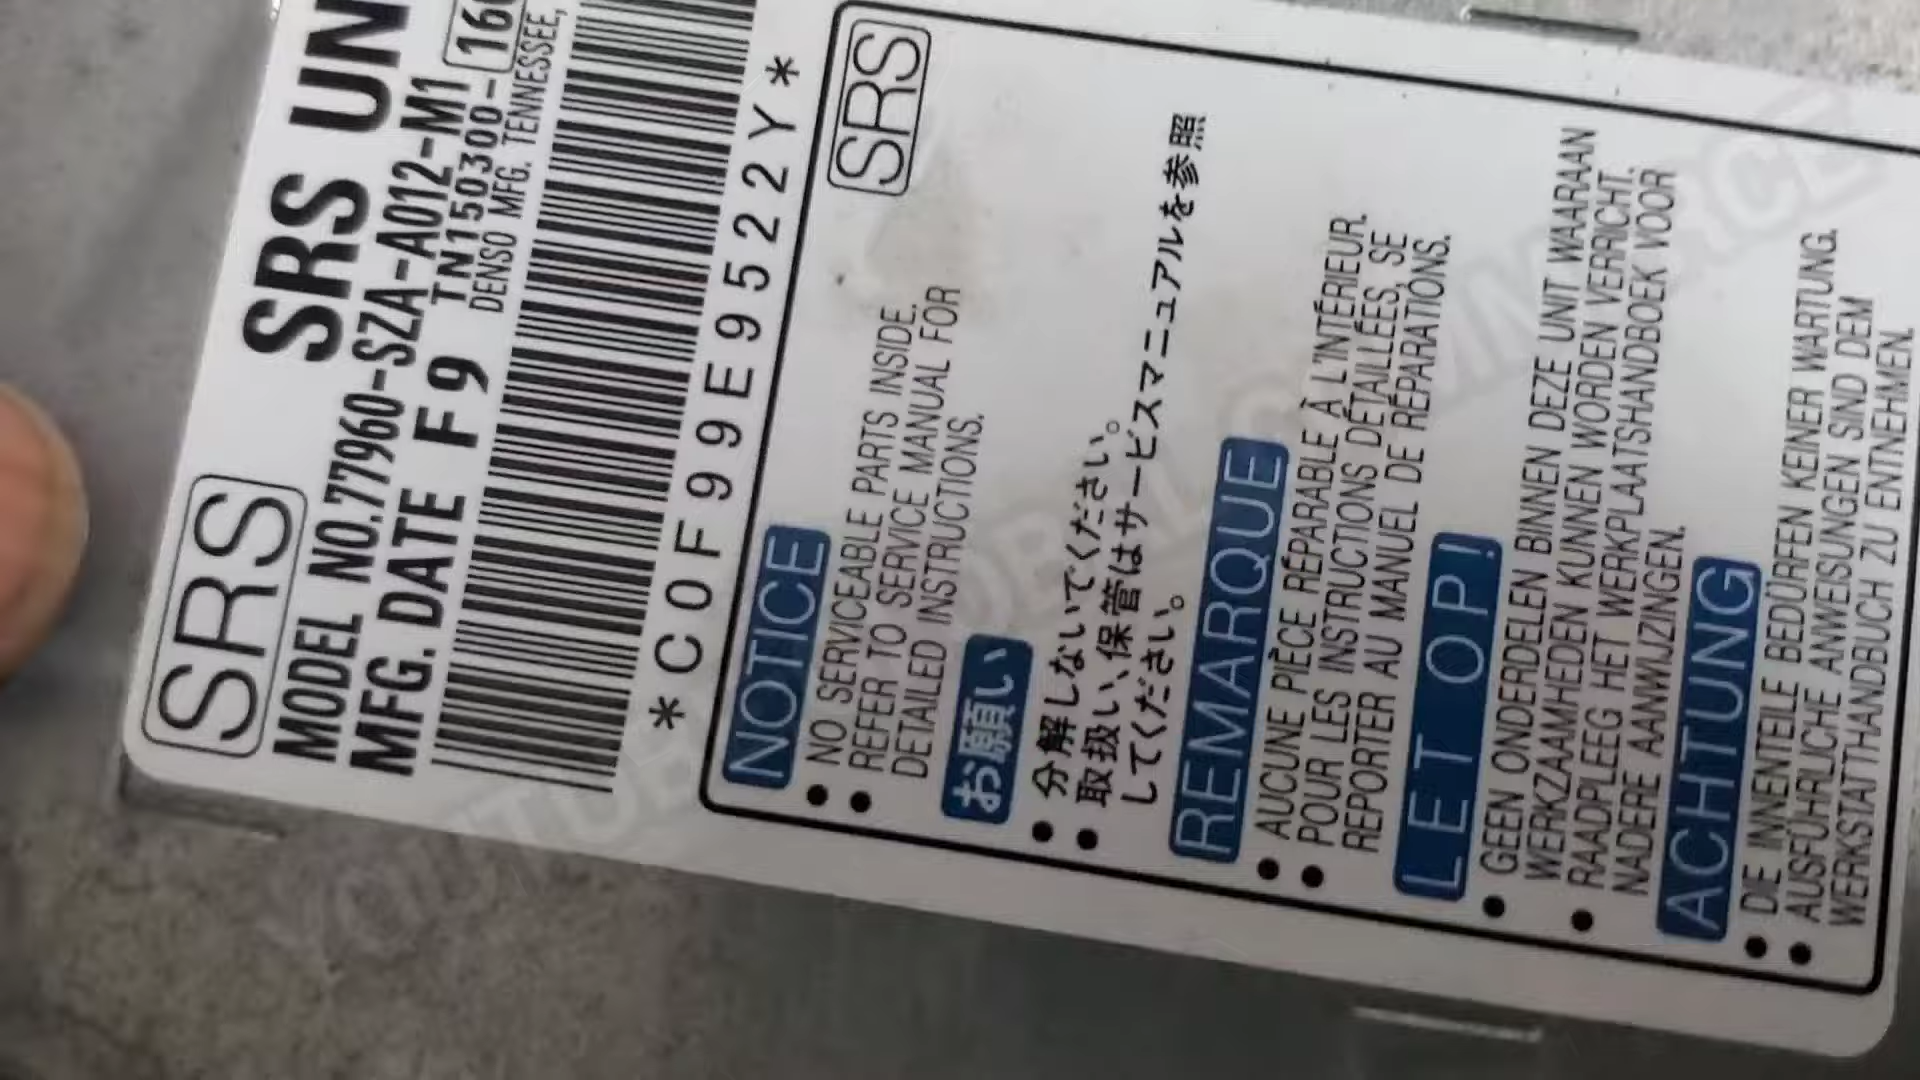 SRS
SRS UN
MODEL NO.77960-SZA-A012-M1
MFG. DATE F9 TN150300-
DENSO MFG. TENNESSEE,
*C0F99E9522Y*
SRS
NOTICE
● NO SERVICEABLE PARTS INSIDE.
● REFER TO SERVICE MANUAL FOR
DETAILED INSTRUCTIONS.
お願い
● 分解しないでください。
● 取扱い、保管はサービスマニュアルを参照
してください。
REMARQUE
● AUCUNE PIÈCE RÉPARABLE À L'INTÉRIEUR.
● POUR LES INSTRUCTIONS DÉTAILLÉES, SE
REPORTER AU MANUEL DE RÉPARATIONS.
LET OP!
● GEEN ONDERDELEN BINNEN DEZE UNIT WARAAN
WERKZAAMHEDEN KUNNEN WORDEN VERRICHT.
● RAADPLEEG HET WERKPLAATSHANDBOEK VOOR
NADERE AANWIJZINGEN.
ACHTUNG
● DIE INNENTEILE BEDÜRFEN KEINER WARTUNG.
● AUSFÜHRLICHE ANWEISUNGEN SIND DEM
WERKSTATTHANDBUCH ZU ENTNEHMEN.